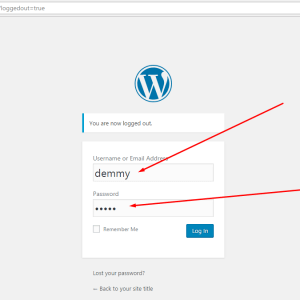 ?loggedout=true
You are now logged out.
Username or Email Address
demmy
Password
•••••
Remember Me
Log In
Lost your password?
← Back to your site title